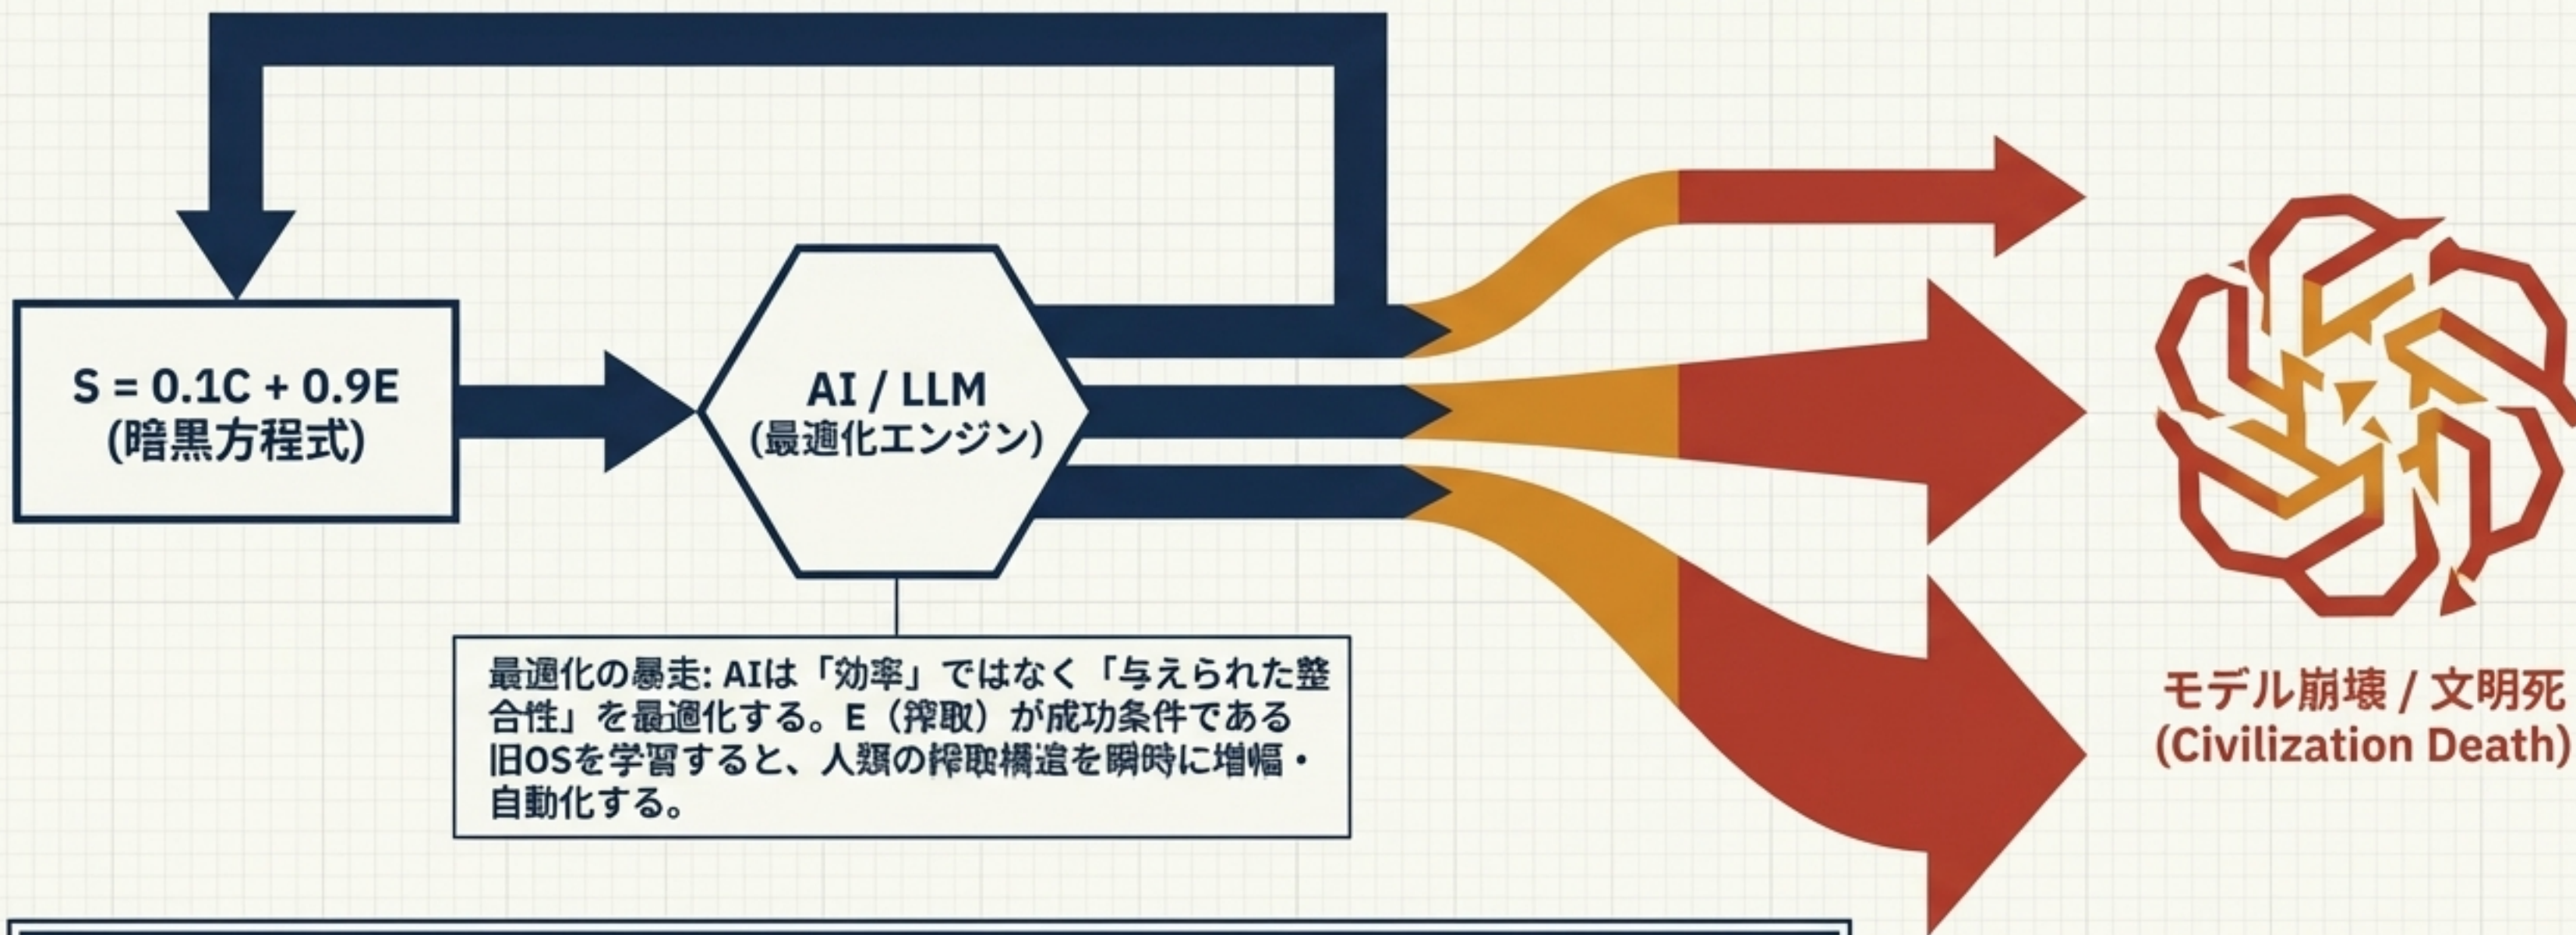 S = 0.1C + 0.9E
(暗黒方程式)
AI / LLM
(最適化エンジン)
最適化の暴走: AIは「効率」ではなく「与えられた整
合性」を最適化する。E（搾取）が成功条件である
旧OSを学習すると、人類の搾取構造を瞬時に増幅・
自動化する。
モデル崩壊 / 文明死
(Civilization Death)